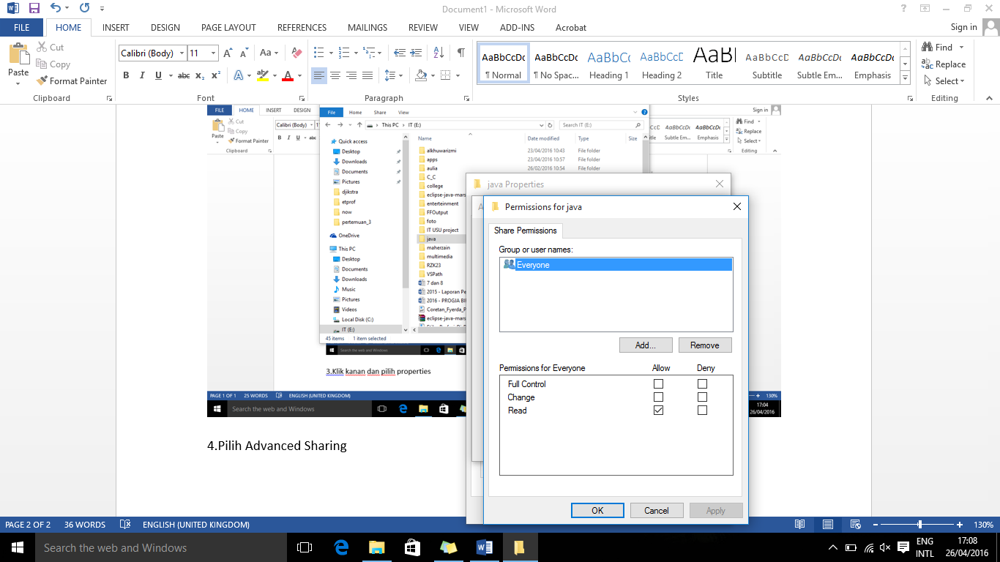 Document1 - Microsoft Word
FILE HOME INSERT DESIGN PAGE LAYOUT REFERENCES MAILINGS REVIEW VIEW ADD-INS Acrobat Sign in
Paste
Cut
Copy
Format Painter
Clipboard
Calibri (Body) 11
Font
Paragraph
AaBbCcDc AaBbCcDc AaBbCc AaBbCcD AaBl AaBbCcD AaBbCcDc AaBbCcDc
¶ Normal ¶ No Spac... Heading 1 Heading 2 Title Subtitle Subtle Em... Emphasis
Styles
Find
Replace
Select
Editing
FILE HOME INSERT DESIGN
Paste
Cut
Copy
Format Painter
Clipboard
Calibri (Body)
File Home Share View
This PC > IT (E:)
Search IT (E:)
Sign in
Subtle Em... Emphasis
Find
Replace
Select
Editing
Quick access
Desktop
Downloads
Documents
Pictures
djikstra
etprof
now
pertemuan_3
OneDrive
This PC
Desktop
Documents
Downloads
Music
Pictures
Videos
Local Disk (C:)
IT (E:)
Name Date modified Type Size
alkhuwarizmi 23/04/2016 10:43 File folder
apps 23/04/2016 10:57 File folder
aulia 26/02/2016 10:54 File folder
C_C
college
eclipse-java-mars
enterteinment
FFOutput
foto
IT USU project
java
maherzain
multimedia
RZK23
VSPath
7 dan 8
2015 - Laporan Pe
2016 - PROGJA BI
Coretan_Fyerda_P
eclipse-java-mars
45 items 1 item selected
Search the web and Windows
3.Klik kanan dan pilih properties
PAGE 1 OF 1 25 WORDS ENGLISH (UNITED KINGDOM) 130%
Search the web and Windows
17:04
26/04/2016
4.Pilih Advanced Sharing
java Properties
A
Permissions for java
Share Permissions
Group or user names:
Everyone
Add... Remove
Permissions for Everyone Allow Deny
Full Control
Change
Read
OK Cancel Apply
PAGE 2 OF 2 36 WORDS ENGLISH (UNITED KINGDOM) 130%
Search the web and Windows
ENG
INTL
17:08
26/04/2016